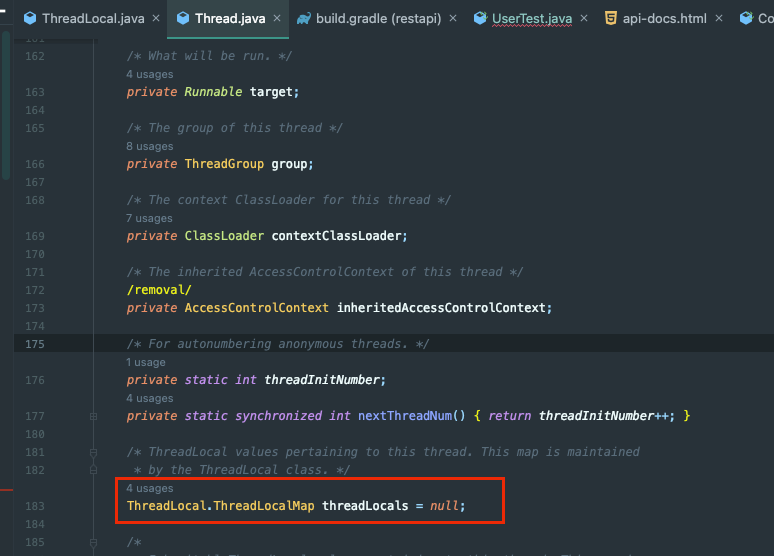 ThreadLocal.java × Thread.java × build.gradle (restapi) × UserTest.java × api-docs.html × Co
161
162 /* What will be run. */
4 usages
163 private Runnable target;
164
165 /* The group of this thread */
8 usages
166 private ThreadGroup group;
167
168 /* The context ClassLoader for this thread */
7 usages
169 private ClassLoader contextClassLoader;
170
171 /* The inherited AccessControlContext of this thread */
172 /removal/
173 private AccessControlContext inheritedAccessControlContext;
174
175 /* For autonumbering anonymous threads. */
1 usage
176 private static int threadInitNumber;
4 usages
177 private static synchronized int nextThreadNum() { return threadInitNumber++; }
180
181 /* ThreadLocal values pertaining to this thread. This map is maintained
182 * by the ThreadLocal class. */
4 usages
183 ThreadLocal.ThreadLocalMap threadLocals = null;
184
185 /*